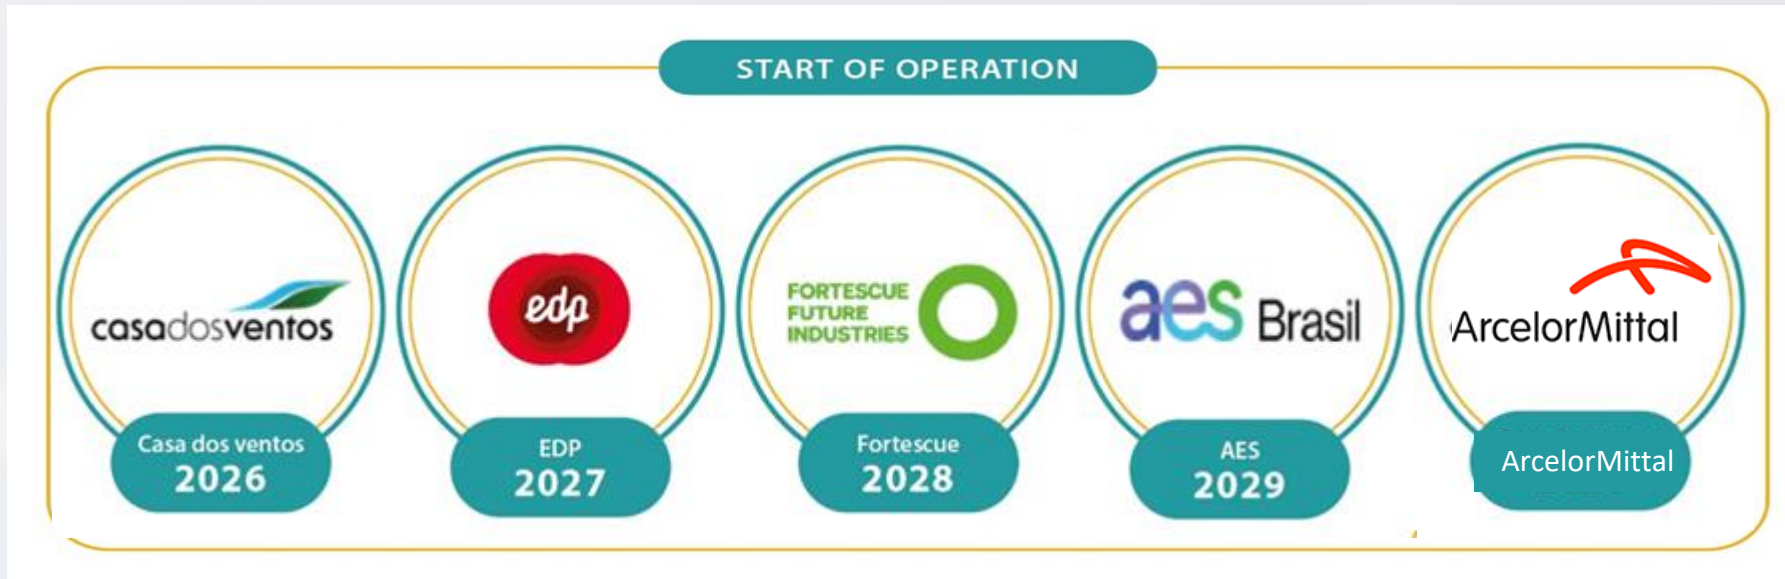 START OF OPERATION
casadosventos
edp
FORTESCUE
FUTURE
INDUSTRIES
aes Brasil
ArcelorMittal
Casa dos ventos
2026
EDP
2027
Fortescue
2028
AES
2029
ArcelorMittal